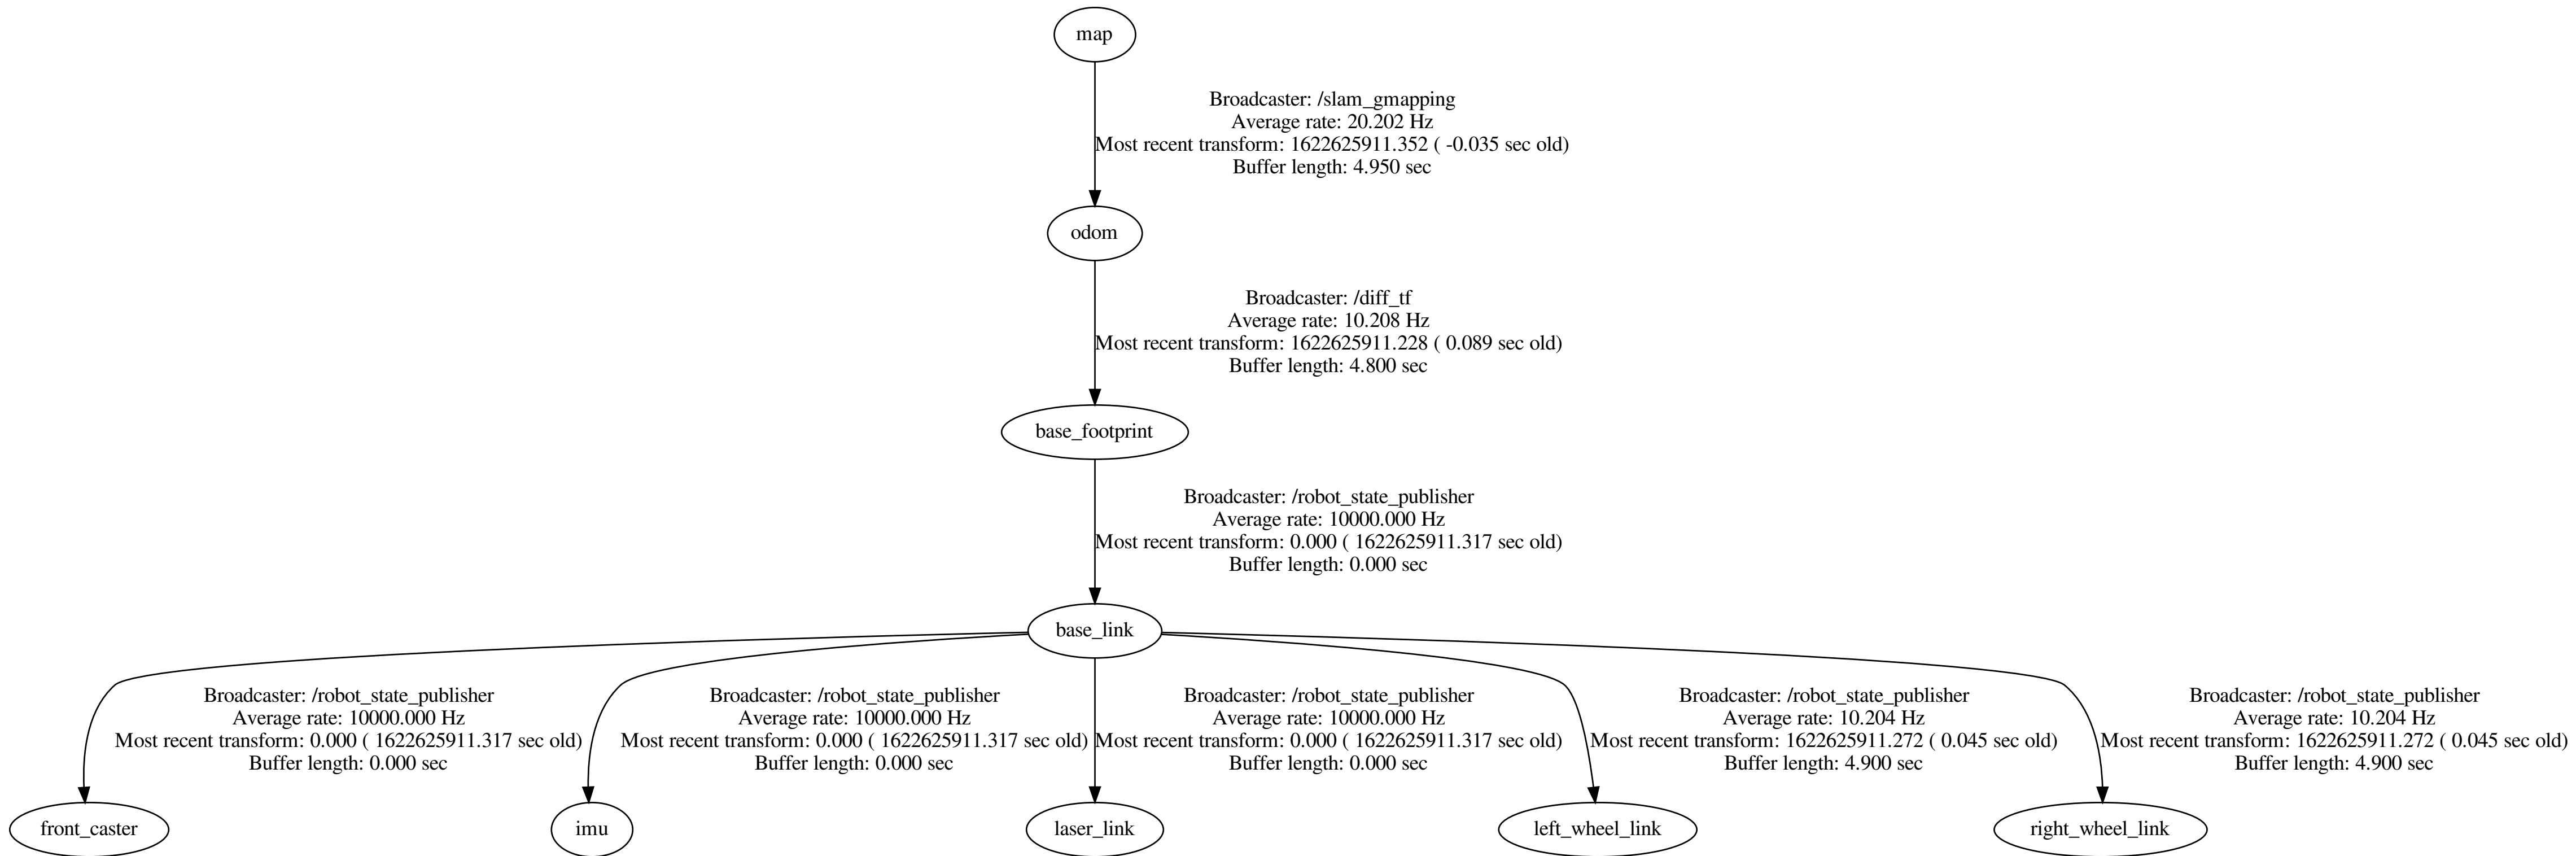 map
Broadcaster: /slam_gmapping
Average rate: 20.202 Hz
Most recent transform: 1622625911.352 ( -0.035 sec old)
Buffer length: 4.950 sec
odom
Broadcaster: /diff_tf
Average rate: 10.208 Hz
Most recent transform: 1622625911.228 ( 0.089 sec old)
Buffer length: 4.800 sec
base_footprint
Broadcaster: /robot_state_publisher
Average rate: 10000.000 Hz
Most recent transform: 0.000 ( 1622625911.317 sec old)
Buffer length: 0.000 sec
base_link
Broadcaster: /robot_state_publisher
Average rate: 10000.000 Hz
Most recent transform: 0.000 ( 1622625911.317 sec old)
Buffer length: 0.000 sec
Broadcaster: /robot_state_publisher
Average rate: 10000.000 Hz
Most recent transform: 0.000 ( 1622625911.317 sec old)
Buffer length: 0.000 sec
Broadcaster: /robot_state_publisher
Average rate: 10000.000 Hz
Most recent transform: 0.000 ( 1622625911.317 sec old)
Buffer length: 0.000 sec
Broadcaster: /robot_state_publisher
Average rate: 10.204 Hz
Most recent transform: 1622625911.272 ( 0.045 sec old)
Buffer length: 4.900 sec
Broadcaster: /robot_state_publisher
Average rate: 10.204 Hz
Most recent transform: 1622625911.272 ( 0.045 sec old)
Buffer length: 4.900 sec
front_caster
imu
laser_link
left_wheel_link
right_wheel_link